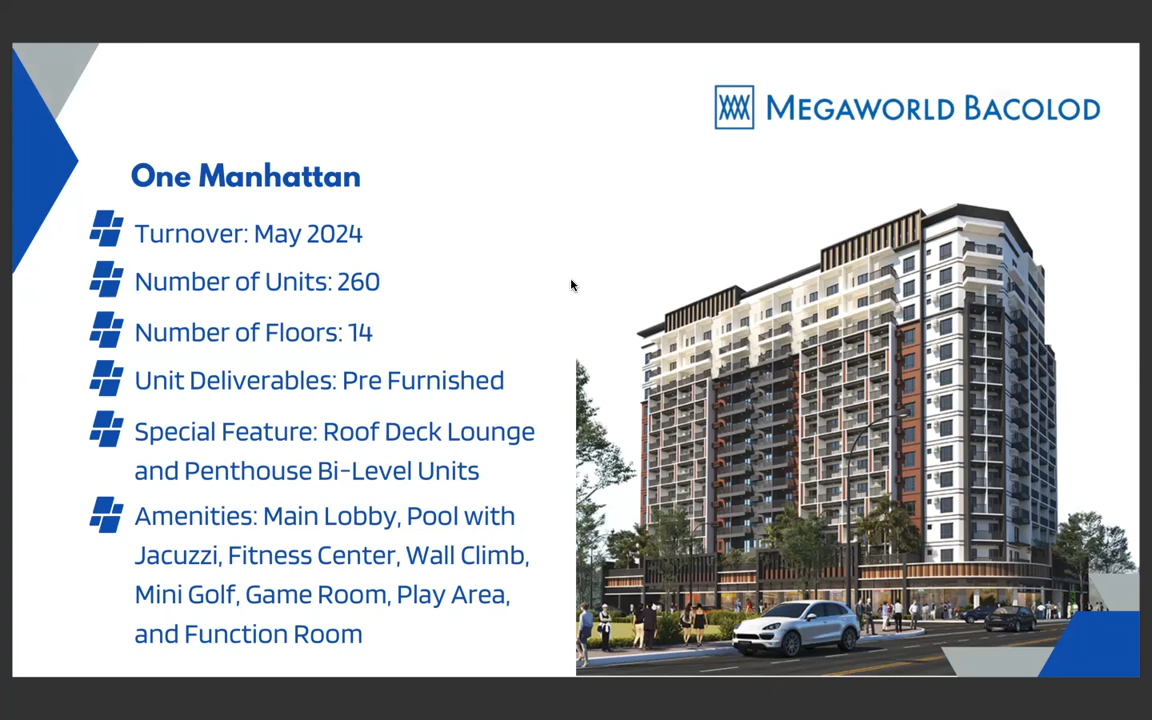 MEGAWORLD BACOLOD
One Manhattan
Turnover: May 2024
Number of Units: 260
Number of Floors: 14
Unit Deliverables: Pre Furnished
Special Feature: Roof Deck Lounge
and Penthouse Bi-Level Units
Amenities: Main Lobby, Pool with
Jacuzzi, Fitness Center, Wall Climb,
Mini Golf, Game Room, Play Area,
and Function Room